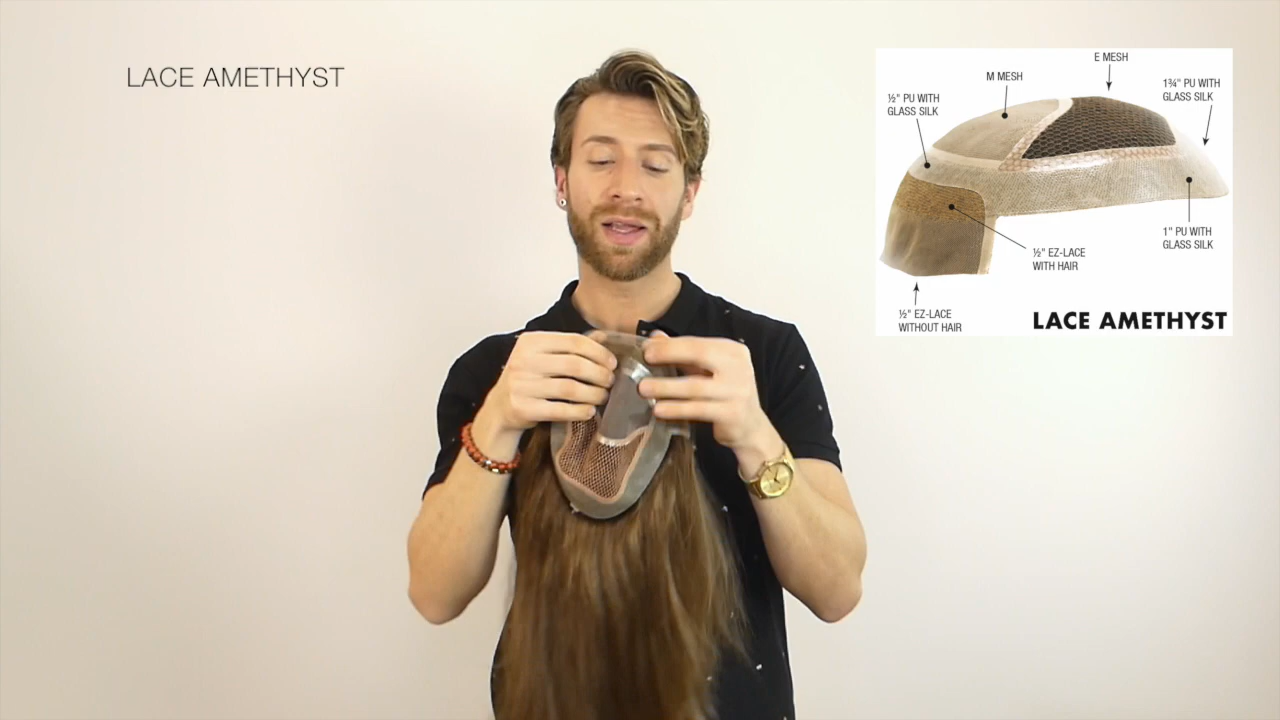 LACE AMETHYST
E MESH
M MESH
1¾" PU WITH
GLASS SILK
½" PU WITH
GLASS SILK
1" PU WITH
GLASS SILK
½" EZ-LACE
WITH HAIR
½" EZ-LACE
WITHOUT HAIR
LACE AMETHYST